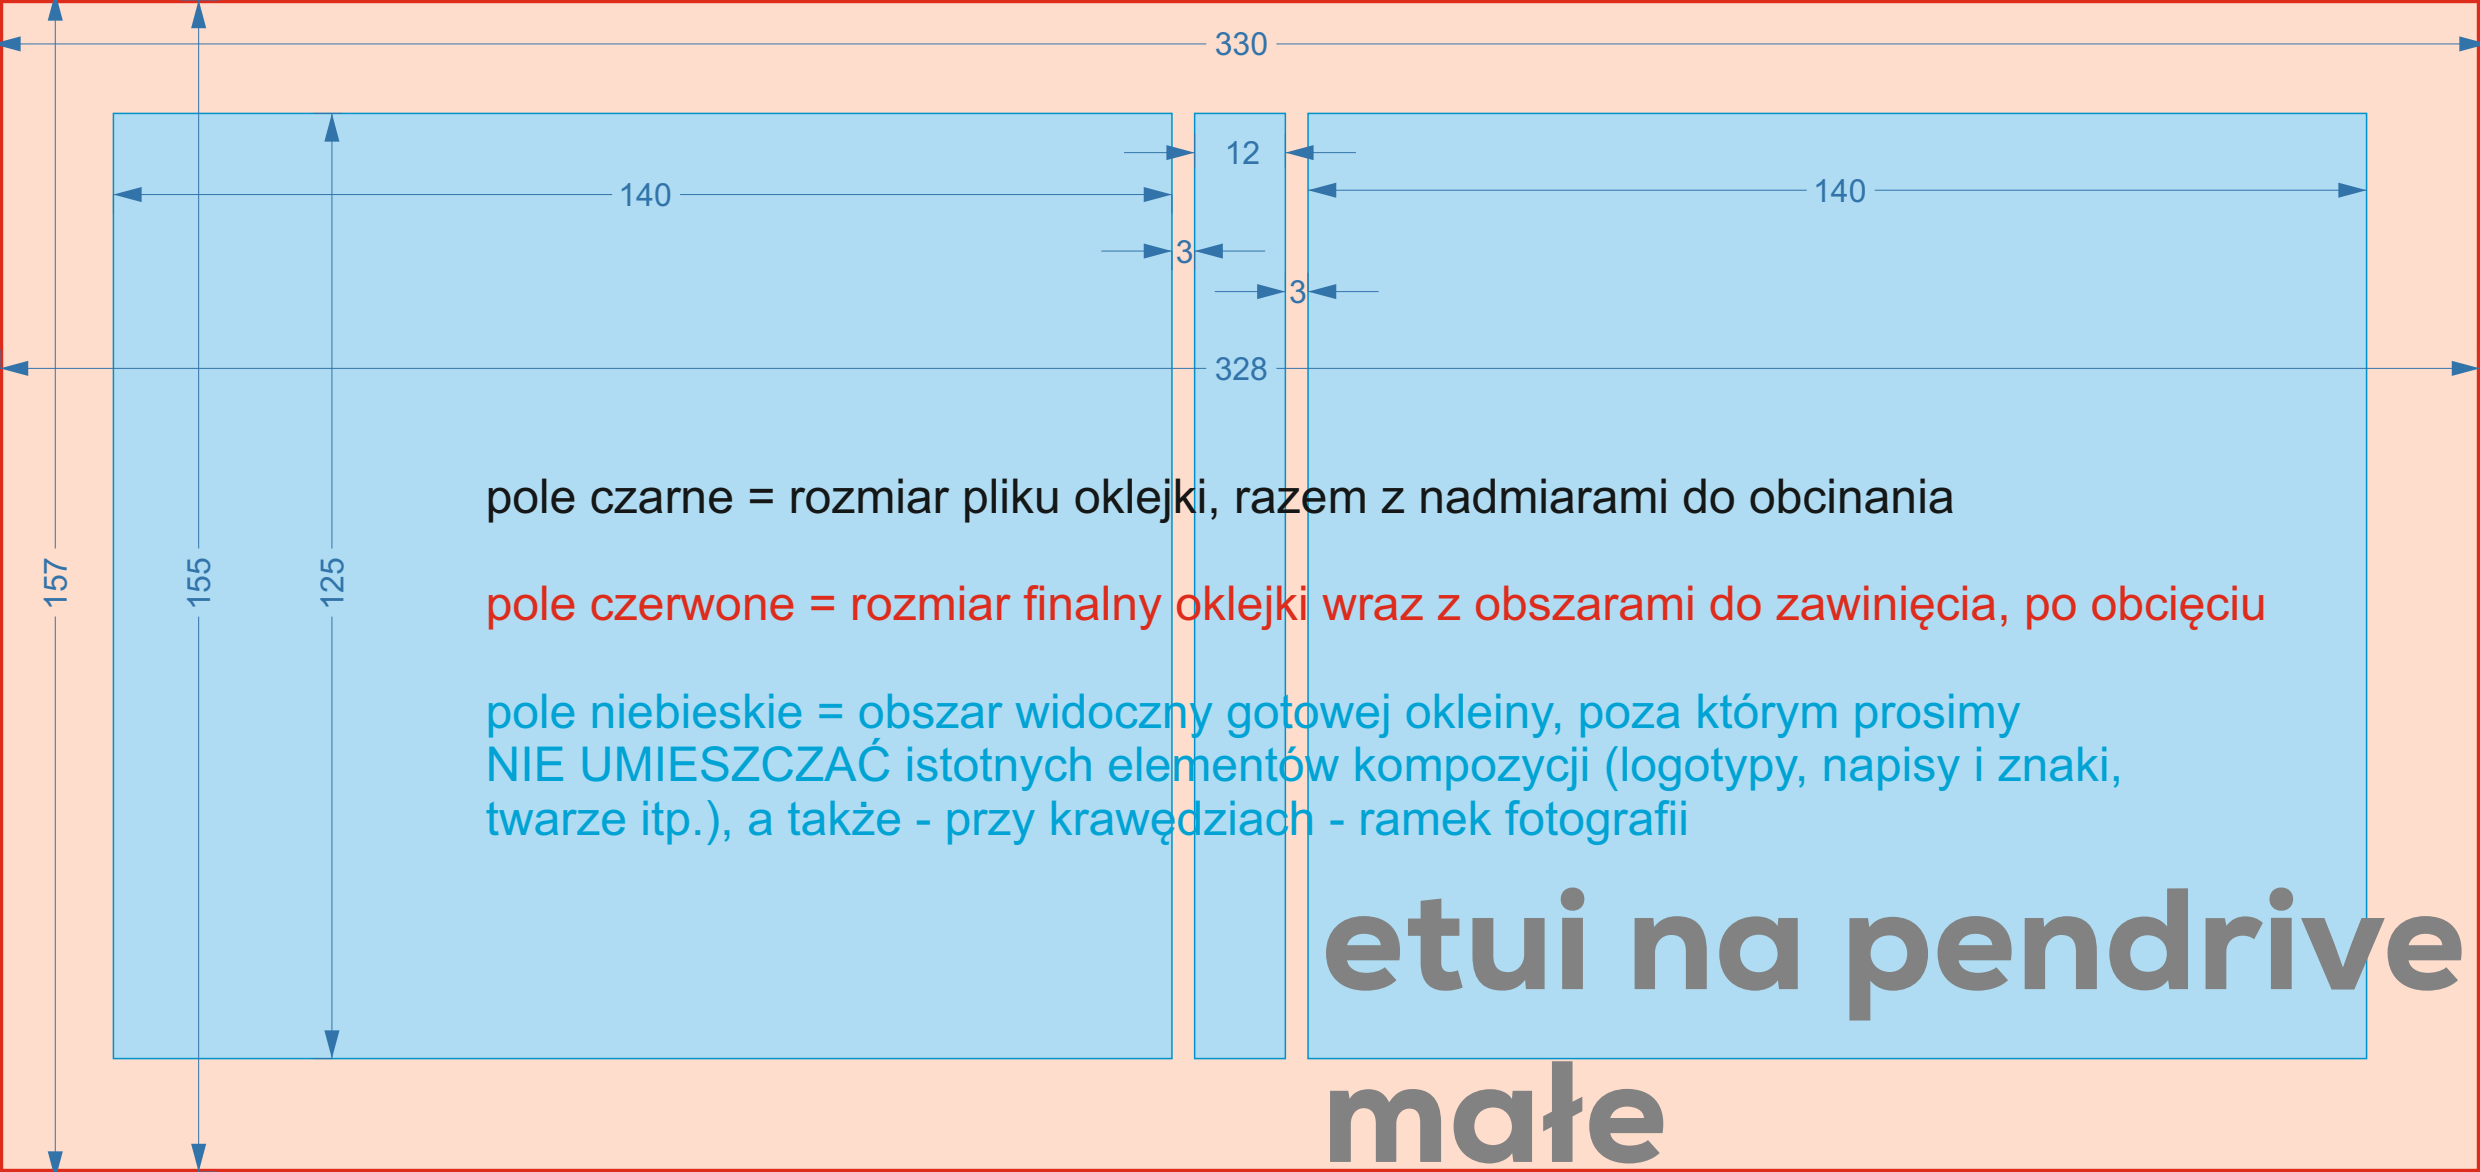 330
12
140
140
3
3
328
pole czarne = rozmiar pliku oklejki, razem z nadmiarami do obcinania
157
155
125
pole czerwone = rozmiar finalny oklejki wraz z obszarami do zawinięcia, po obcięciu
pole niebieskie = obszar widoczny gotowej okleiny, poza którym prosimy
NIE UMIESZCZAĆ istotnych elementów kompozycji (logotypy, napisy i znaki,
twarze itp.), a także - przy krawędziach - ramek fotografii
etui na pendrive
małe